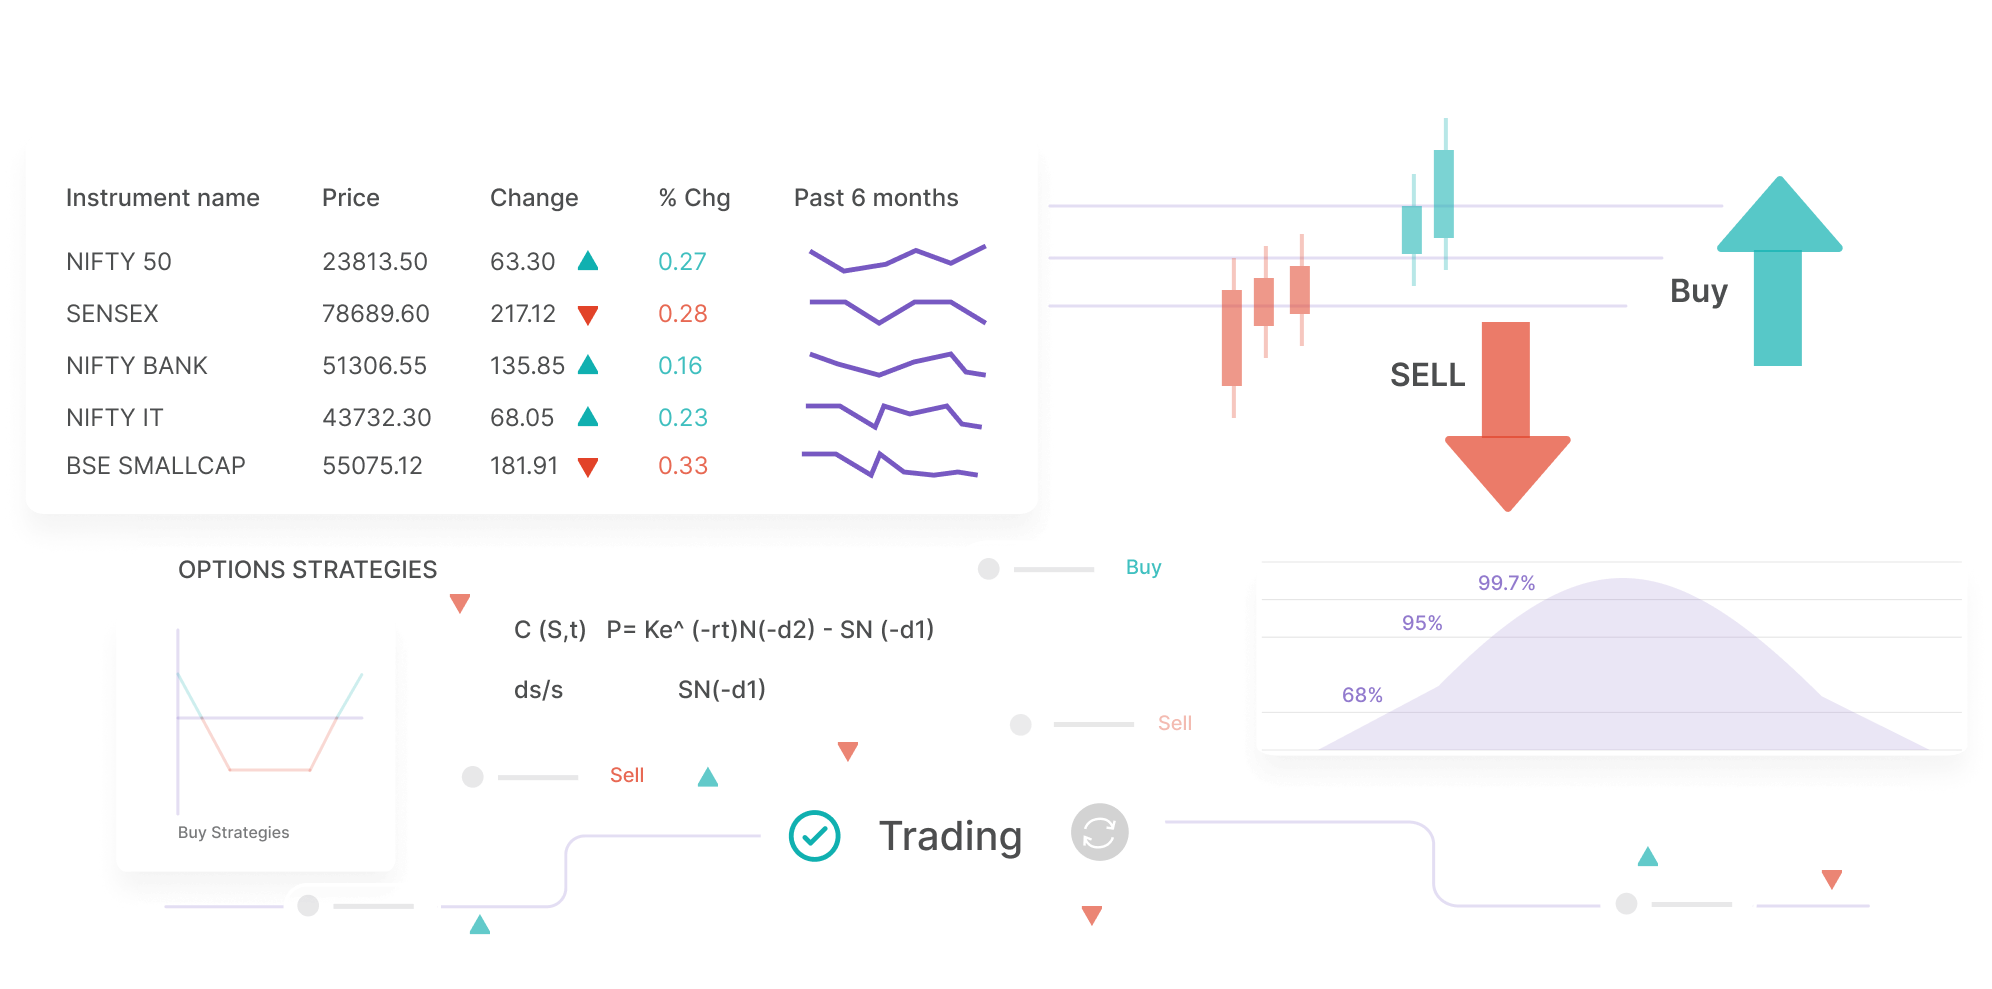 Instrument name Price Change % Chg Past 6 months
NIFTY 50 23813.50 63.30 0.27
SENSEX 78689.60 217.12 0.28
NIFTY BANK 51306.55 135.85 0.16
NIFTY IT 43732.30 68.05 0.23
BSE SMALLCAP 55075.12 181.91 0.33
Buy
SELL
OPTIONS STRATEGIES
Buy Strategies
C (S,t) P= Ke^ (-rt)N(-d2) - SN (-d1)
ds/s SN(-d1)
Buy
Sell
Sell
99.7%
95%
68%
Trading